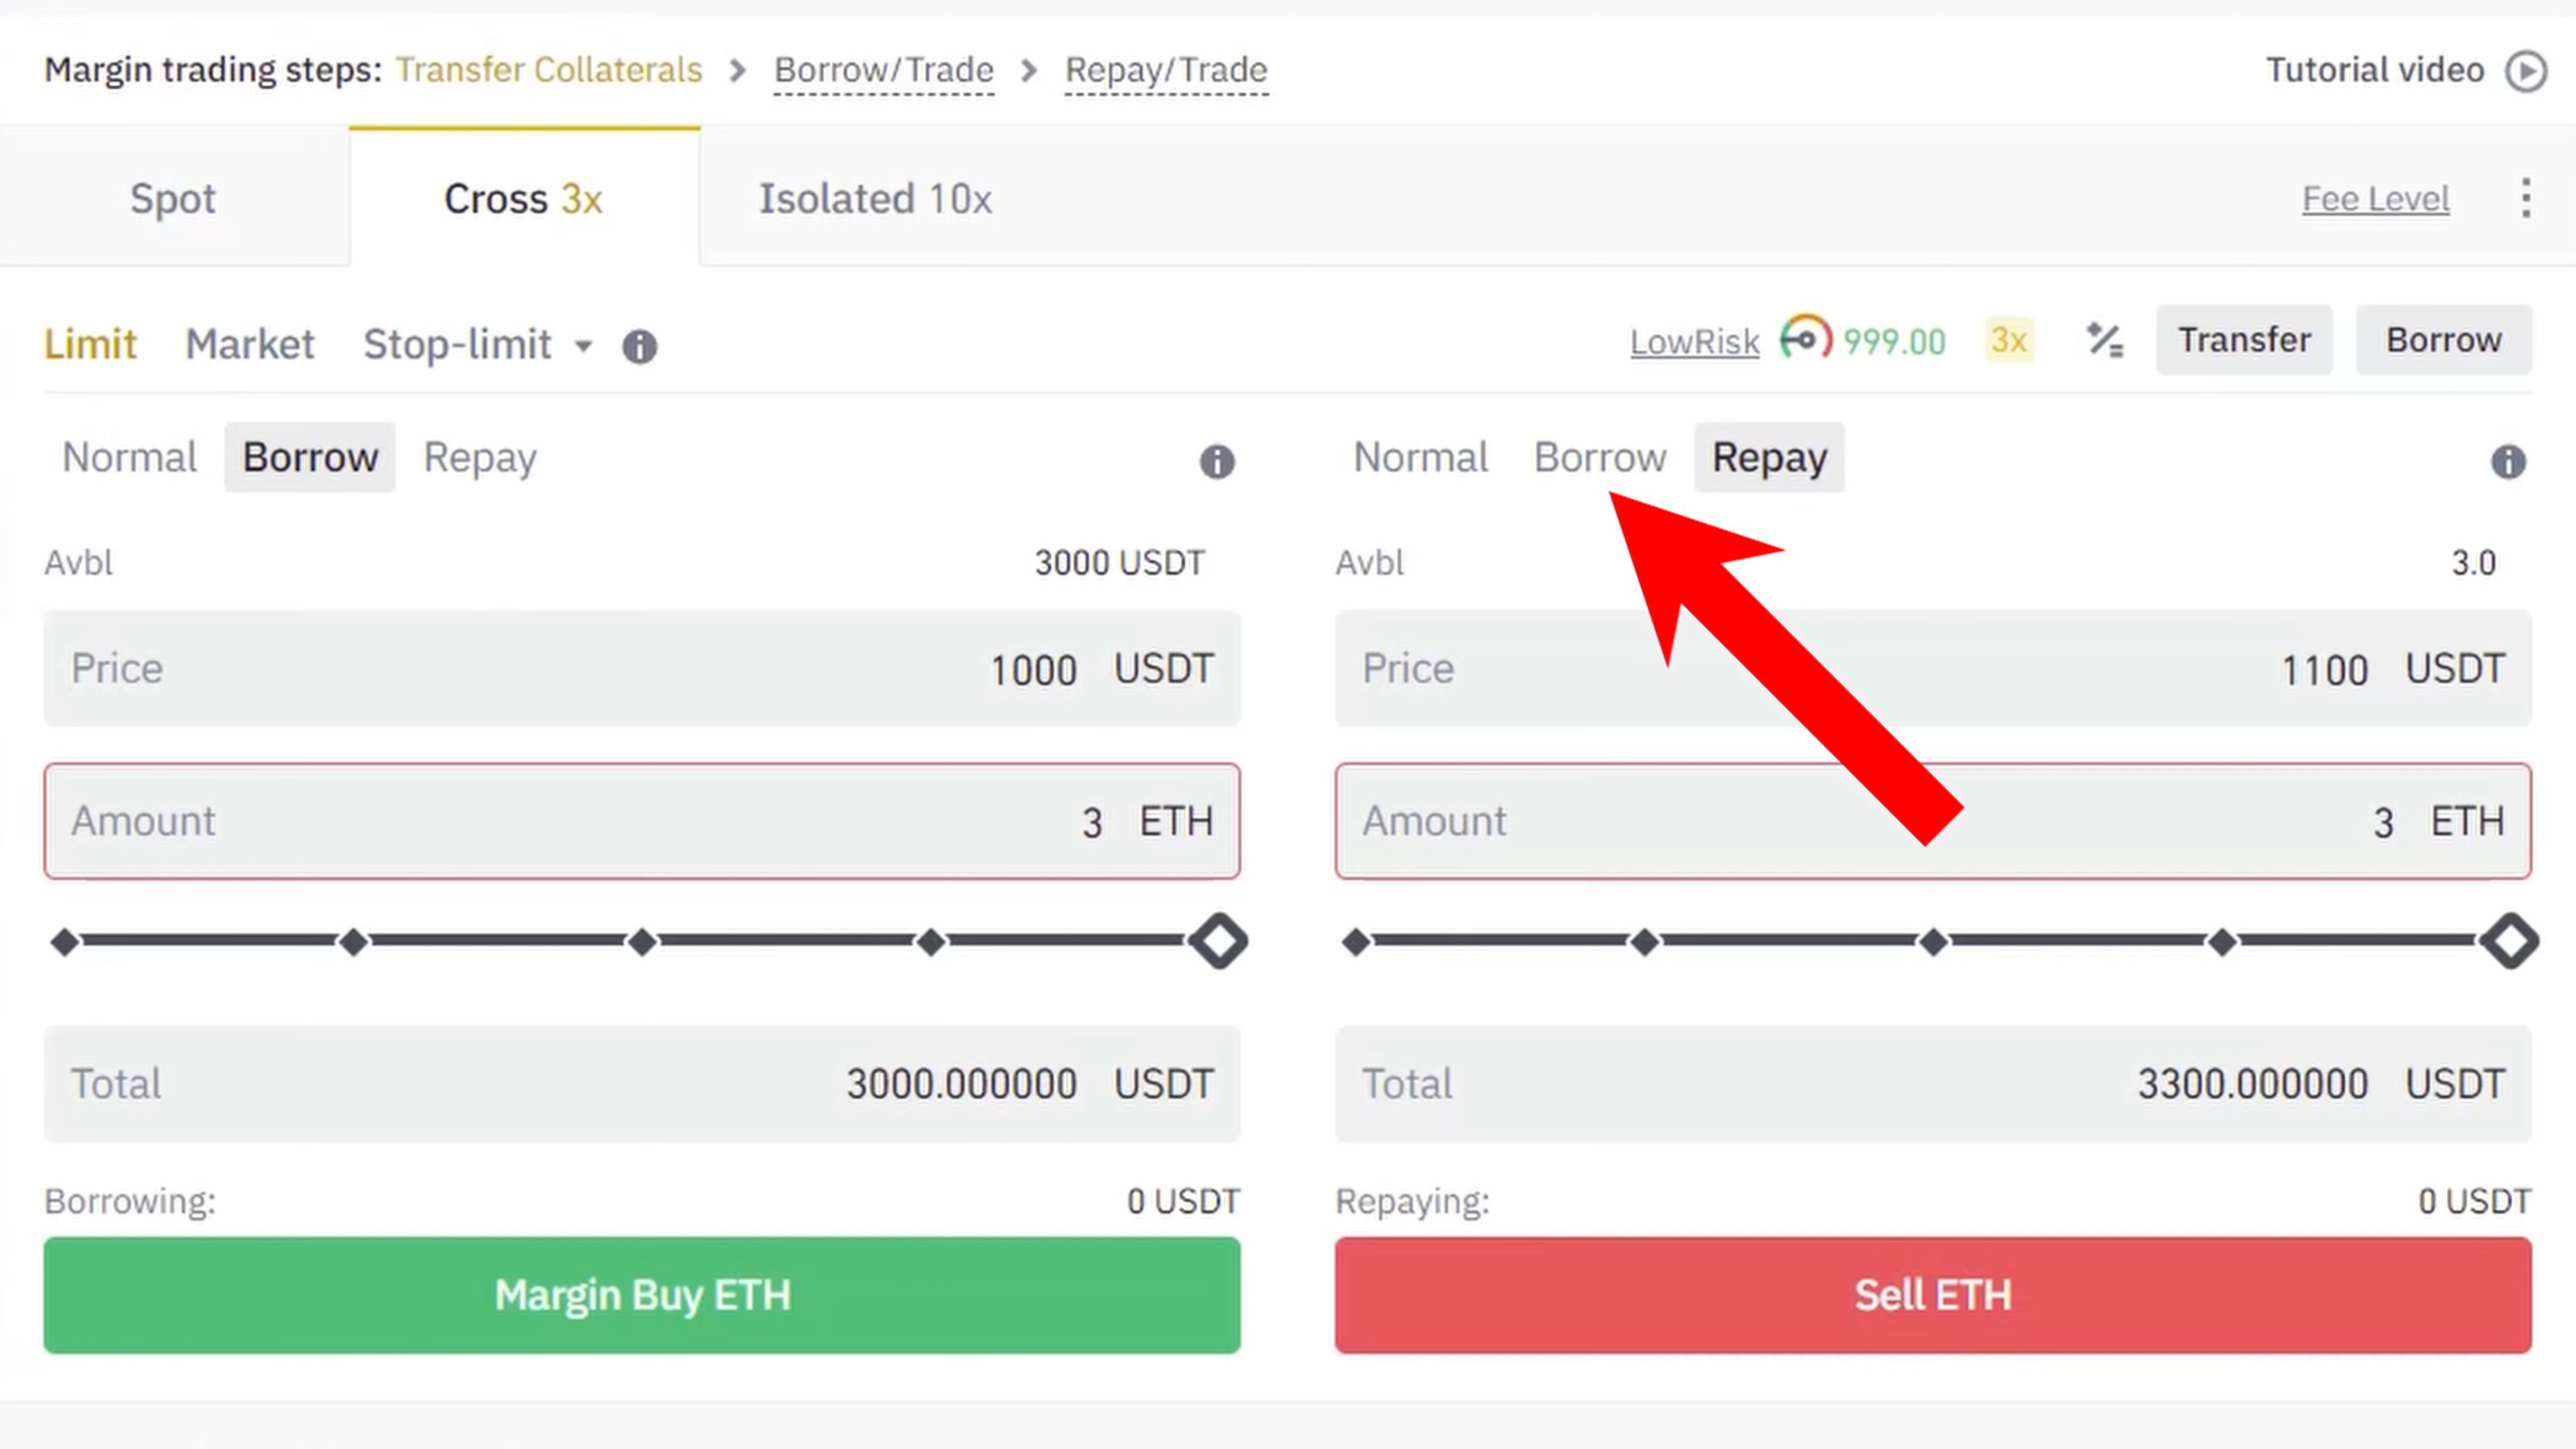 Margin trading steps: Transfer Collaterals > Borrow/Trade > Repay/Trade Tutorial video
Spot Cross 3x Isolated 10x Fee Level
Limit Market Stop-limit LowRisk 999.00 3x Transfer Borrow
Normal Borrow Repay
Avbl 3000 USDT
Price 1000 USDT
Amount 3 ETH
Total 3000.000000 USDT
Borrowing: 0 USDT
Margin Buy ETH
Normal Borrow Repay
Avbl 3.0
Price 1100 USDT
Amount 3 ETH
Total 3300.000000 USDT
Repaying: 0 USDT
Sell ETH